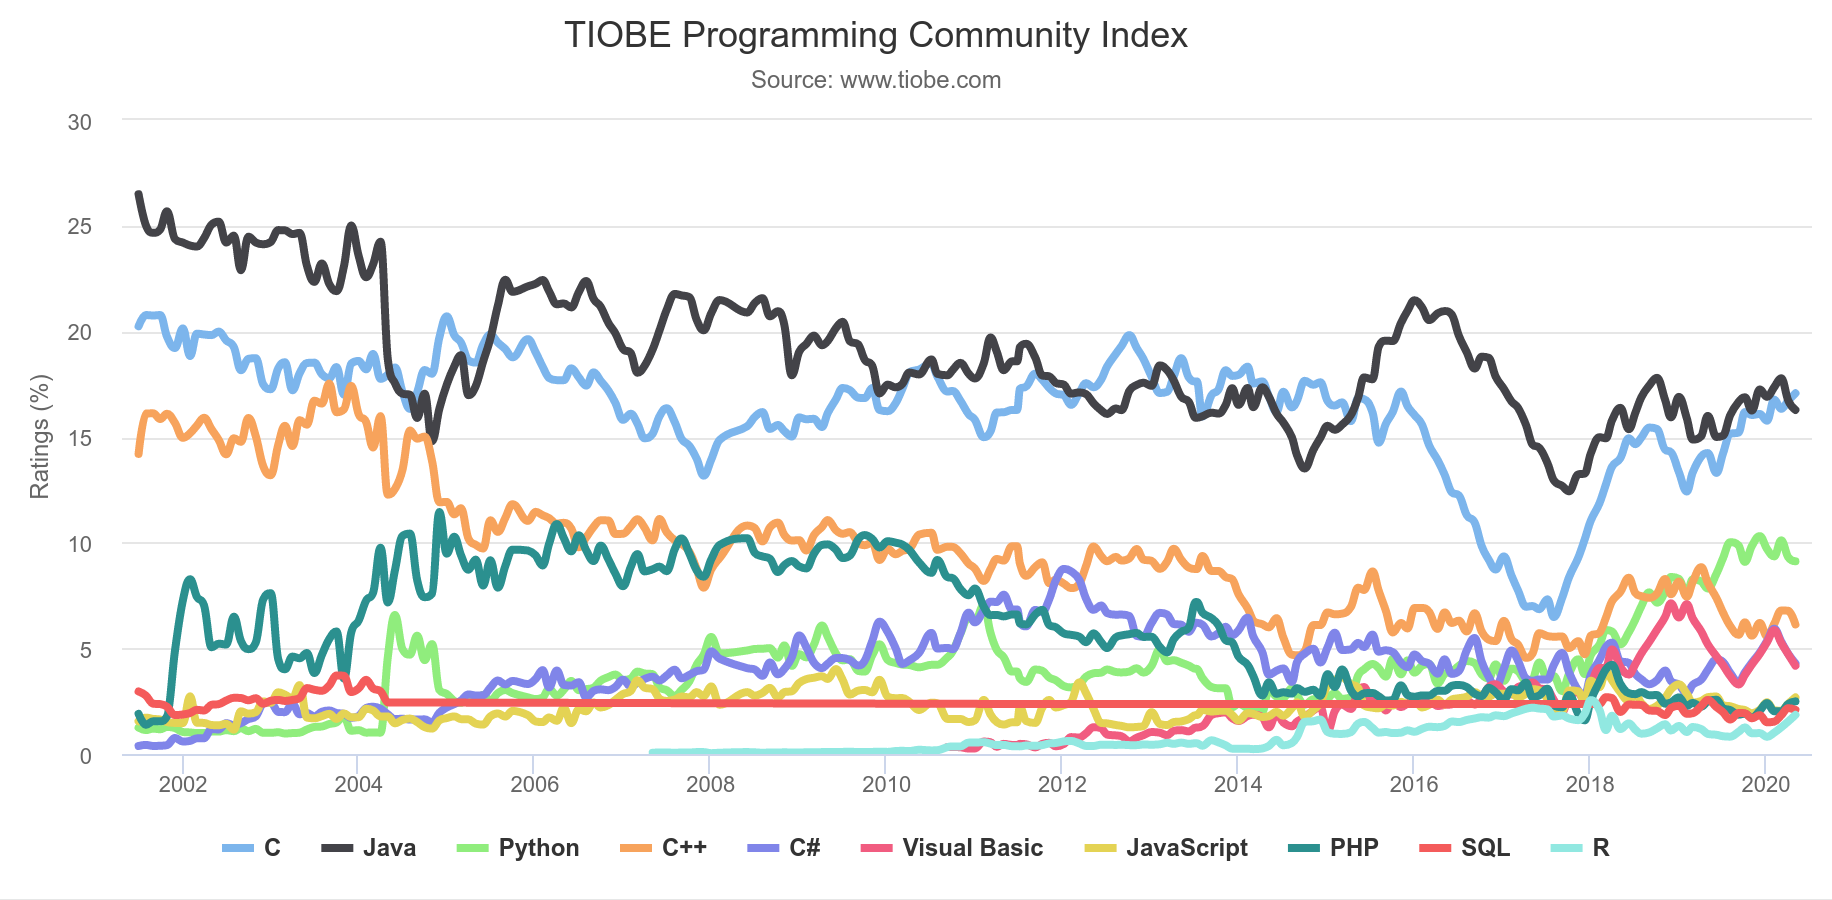 TIOBE Programming Community Index
Source: www.tiobe.com
Ratings (%)
30
25
20
15
10
5
0
2002 2004 2006 2008 2010 2012 2014 2016 2018 2020
C Java Python C++ C# Visual Basic JavaScript PHP SQL R